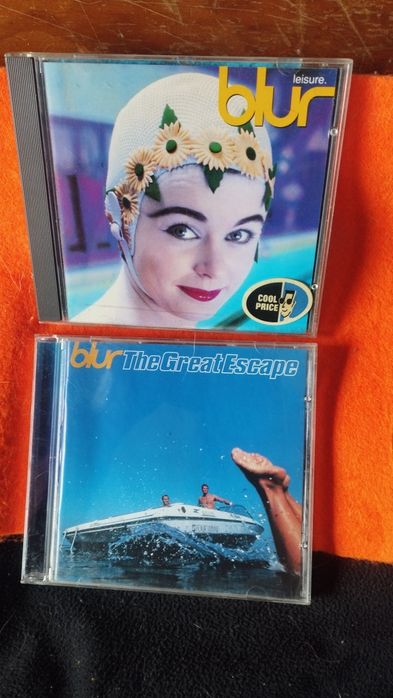 leisure.
blur
COOL
PRICE
blur The Great Escape